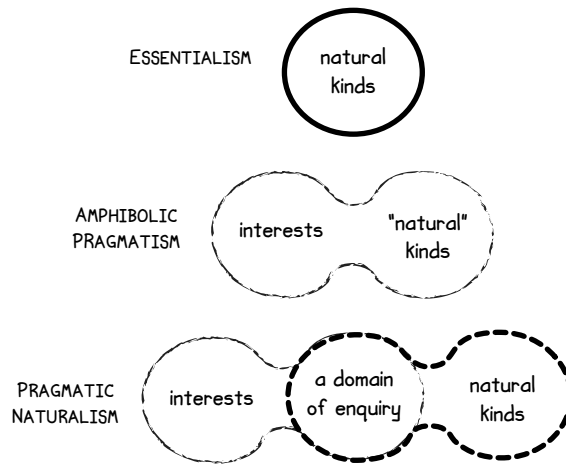 ESSENTIALISM
natural
kinds
AMPHIBOLIC
PRAGMATISM
interests
"natural"
kinds
PRAGMATIC
NATURALISM
interests
a domain
of enquiry
natural
kinds